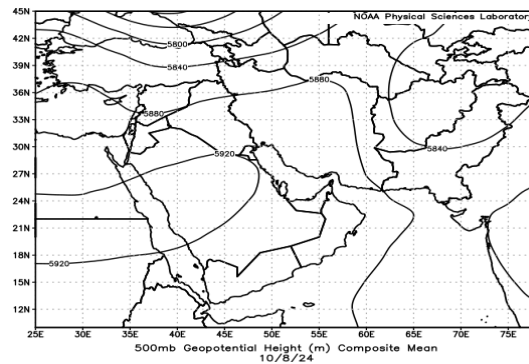 NOAA Physical Sciences Laborator
45N
42N
39N
36N
33N
30N
27N
24N
21N
18N
15N
12N
5800
5840
5880
5880
5920
5840
5920
25E 30E 35E 40E 45E 50E 55E 60E 65E 70E 75E
500mb Geopotential Height (m) Composite Mean
10/8/24